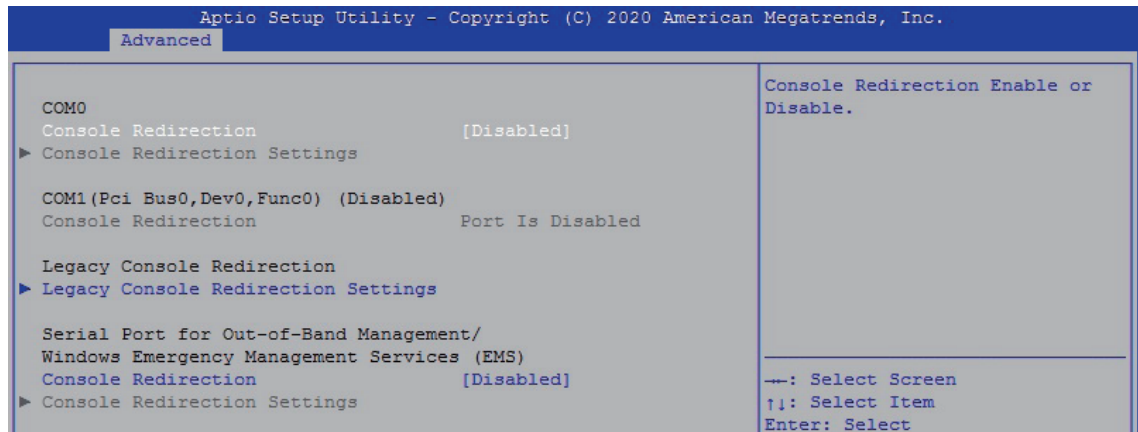 Aptio Setup Utility - Copyright (C) 2020 American Megatrends, Inc.
Advanced
COM0
Console Redirection [Disabled]
▶ Console Redirection Settings
COM1(Pci Bus0,Dev0,Func0) (Disabled)
Console Redirection Port Is Disabled
Legacy Console Redirection
▶ Legacy Console Redirection Settings
Serial Port for Out-of-Band Management/
Windows Emergency Management Services (EMS)
Console Redirection [Disabled]
▶ Console Redirection Settings
Console Redirection Enable or
Disable.
→←: Select Screen
↑↓: Select Item
Enter: Select